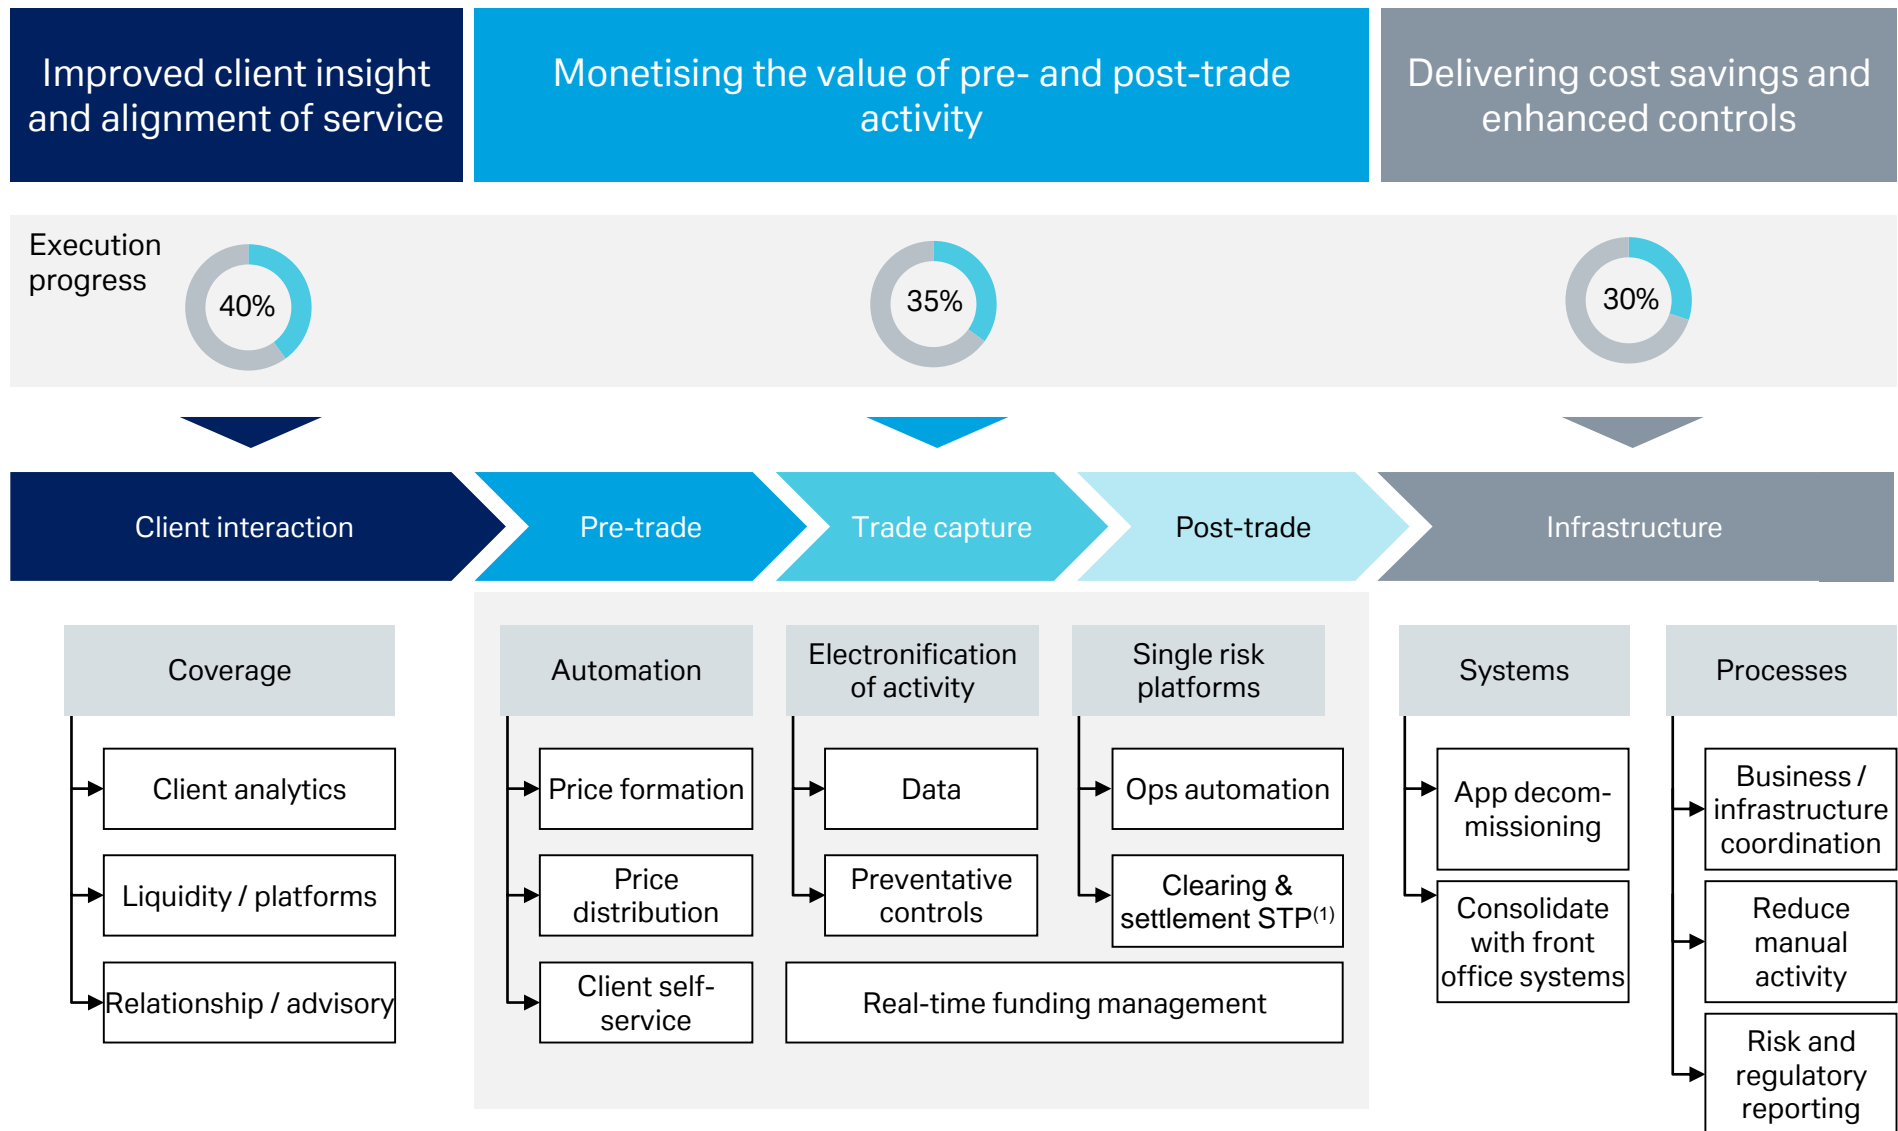 Improved client insight
and alignment of service
Monetising the value of pre- and post-trade
activity
Delivering cost savings and
enhanced controls
Execution
progress
40%
35%
30%
Client interaction
Pre-trade
Trade capture
Post-trade
Infrastructure
Coverage
Client analytics
Liquidity / platforms
Relationship / advisory
Automation
Price formation
Price
distribution
Client self-
service
Electronification
of activity
Data
Preventative
controls
Single risk
platforms
Ops automation
Clearing &
settlement STP(1)
Real-time funding management
Systems
App decom-
missioning
Consolidate
with front
office systems
Processes
Business /
infrastructure
coordination
Reduce
manual
activity
Risk and
regulatory
reporting